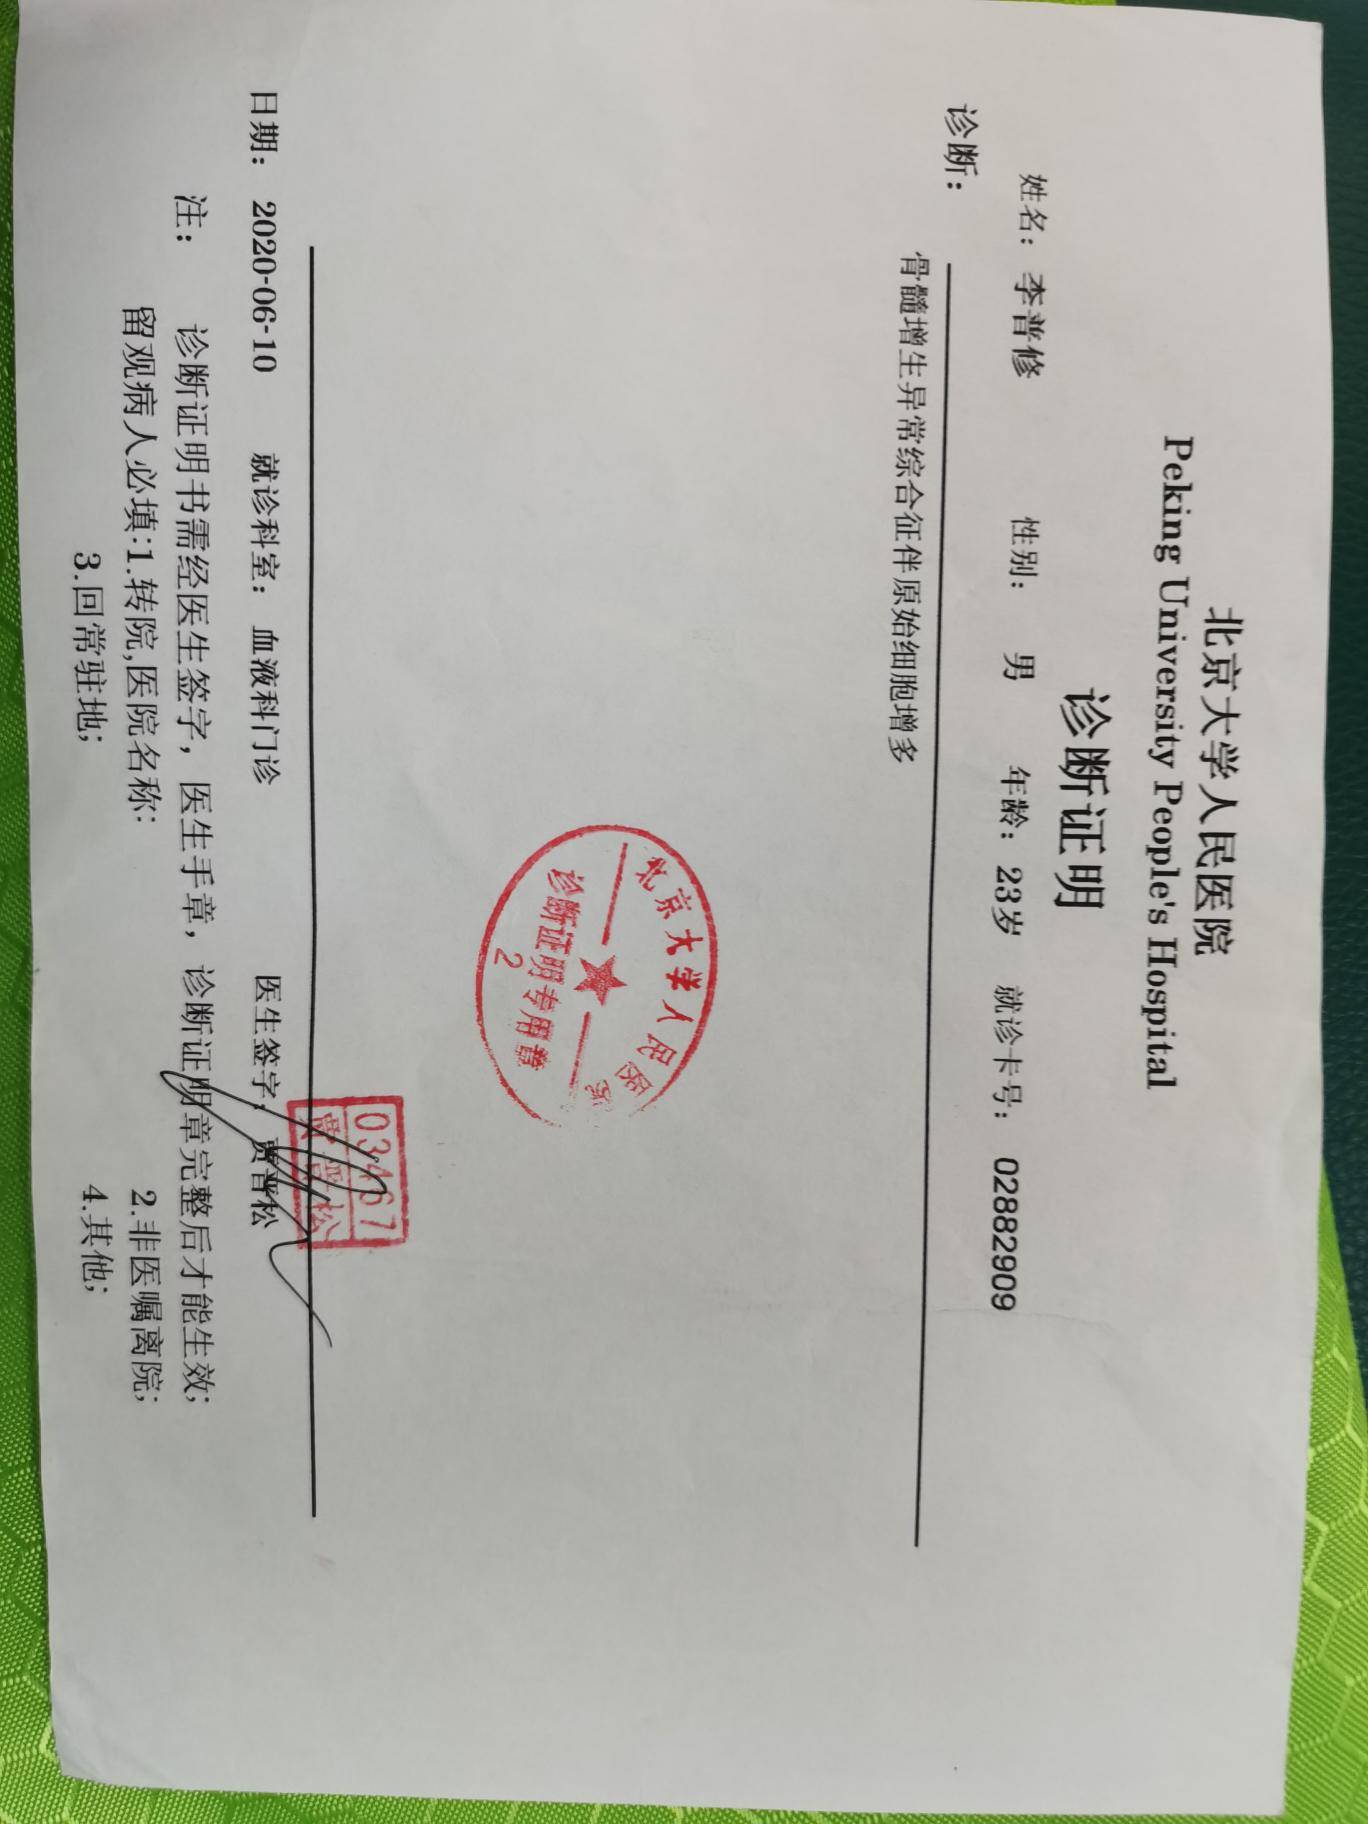 北京大学人民医院
Peking University People's Hospital
诊断证明
姓名： 李普修 性别： 男 年龄： 23岁 就诊卡号： 02882909
诊断：
骨髓增生异常综合征伴原始细胞增多
北京大学人民医院
诊断证明专用章
2
03467
贾晋松
日期： 2020-06-10 就诊科室： 血液科门诊 医生签字： 贾晋松
注： 诊断证明书需经医生签字，医生手章，诊断证明章完整后才能生效;
留观病人必填:1.转院,医院名称: 2.非医嘱离院;
3.回常驻地; 4.其他;